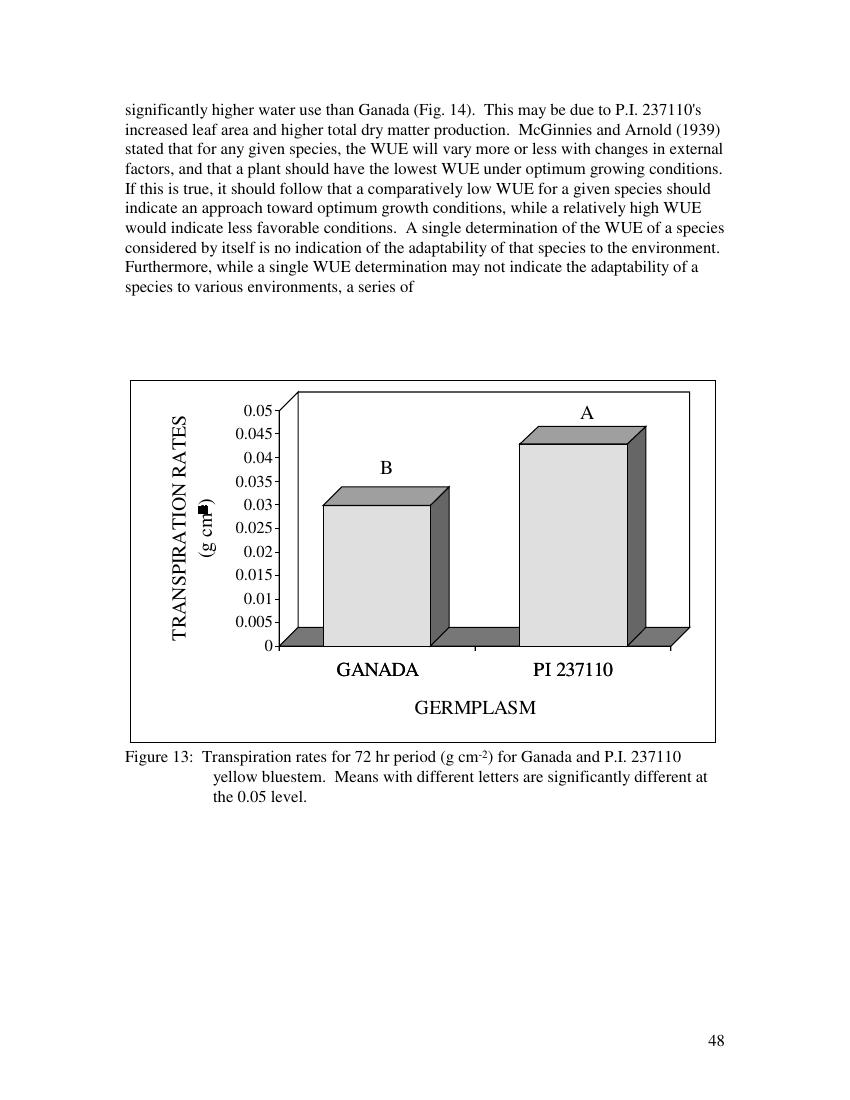 significantly higher water use than Ganada (Fig. 14).  This may be due to P.I. 237110's
increased leaf area and higher total dry matter production.  McGinnies and Arnold (1939)
stated that for any given species, the WUE will vary more or less with changes in external
factors, and that a plant should have the lowest WUE under optimum growing conditions.
If this is true, it should follow that a comparatively low WUE for a given species should
indicate an approach toward optimum growth conditions, while a relatively high WUE
would indicate less favorable conditions.  A single determination of the WUE of a species
considered by itself is no indication of the adaptability of that species to the environment.
Furthermore, while a single WUE determination may not indicate the adaptability of a
species to various environments, a series of
TRANSPIRATION RATES
(g cm )
0.05
0.045
0.04
0.035
0.03
0.025
0.02
0.015
0.01
0.005
0
B
A
GANADA
PI 237110
GERMPLASM
Figure 13:  Transpiration rates for 72 hr period (g cm-2) for Ganada and P.I. 237110
yellow bluestem.  Means with different letters are significantly different at
the 0.05 level.
48